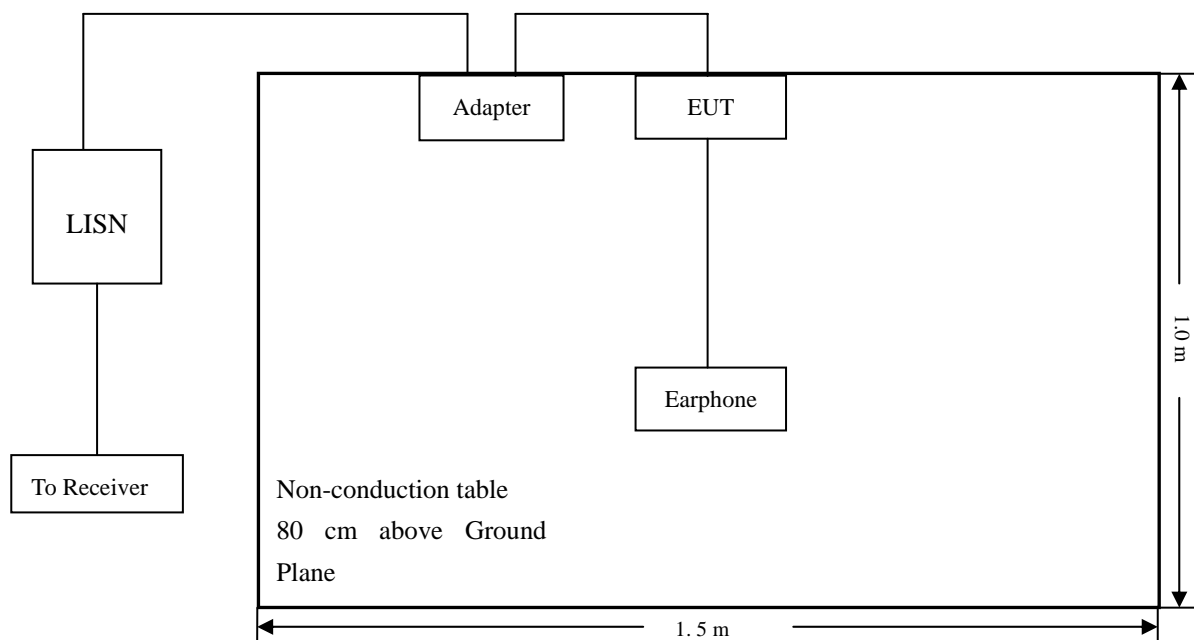 Adapter
EUT
LISN
Earphone
To Receiver
Non-conduction table
80 cm above Ground
Plane
1.0 m
1. 5 m